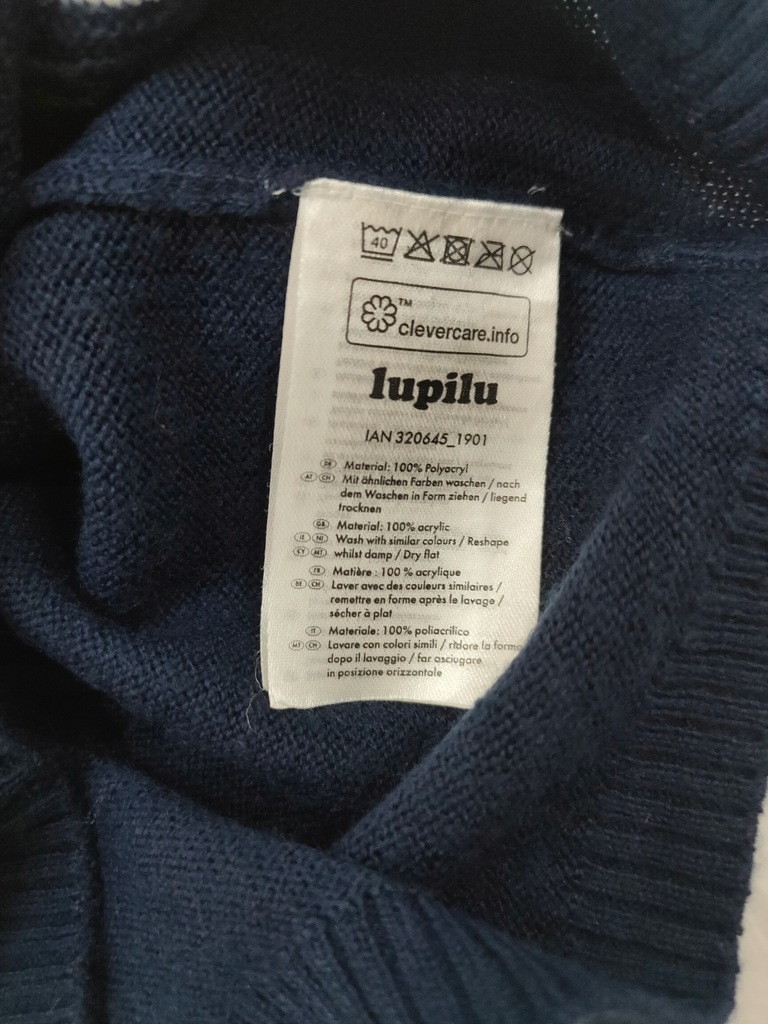 40
™
clevercare.info
lupilu
IAN 320645_1901
DE Material: 100% Polyacryl
AT CH Mit ähnlichen Farben waschen / nach
dem Waschen in Form ziehen / liegend
trocknen
GB Material: 100% acrylic
IE NI Wash with similar colours / Reshape
CY MT whilst damp / Dry flat
FR Matière : 100 % acrylique
BE CH Laver avec des couleurs similaires /
remettre en forme après le lavage /
sécher à plat
IT Materiale: 100% poliacrilico
MT CH Lavare con colori simili / ridare la forma
dopo il lavaggio / far asciugare
in posizione orizzontale